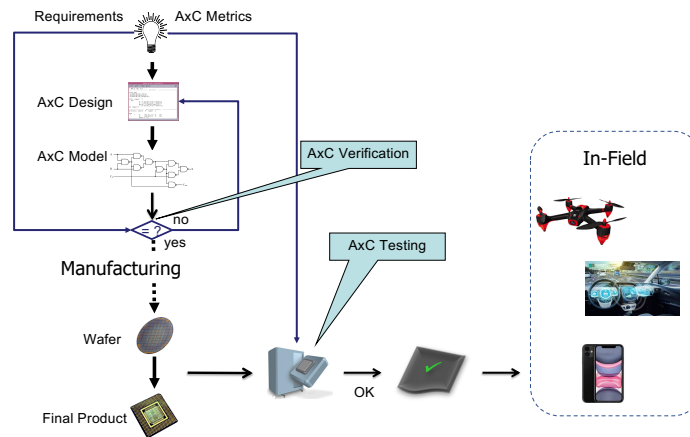 Requirements
AxC Metrics
AxC Design
AxC Model
AxC Verification
In-Field
no
= ?
yes
AxC Testing
Manufacturing
Wafer
OK
Final Product